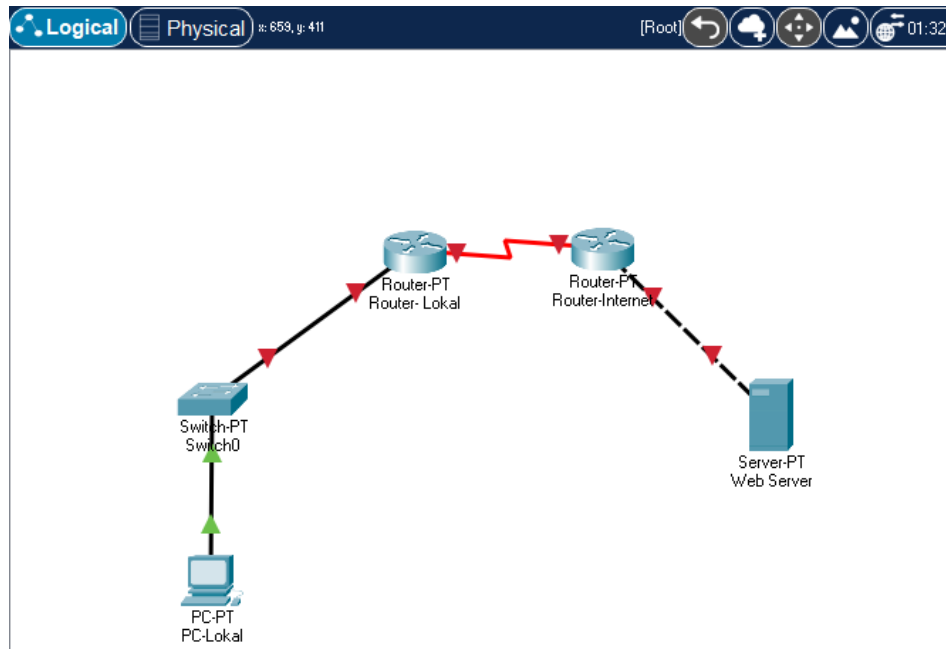 Logical Physical x: 659, y: 411 [Root] 01:32
Router-PT
Router- Lokal
Router-PT
Router-Internet
Switch-PT
Switch0
Server-PT
Web Server
PC-PT
PC-Lokal